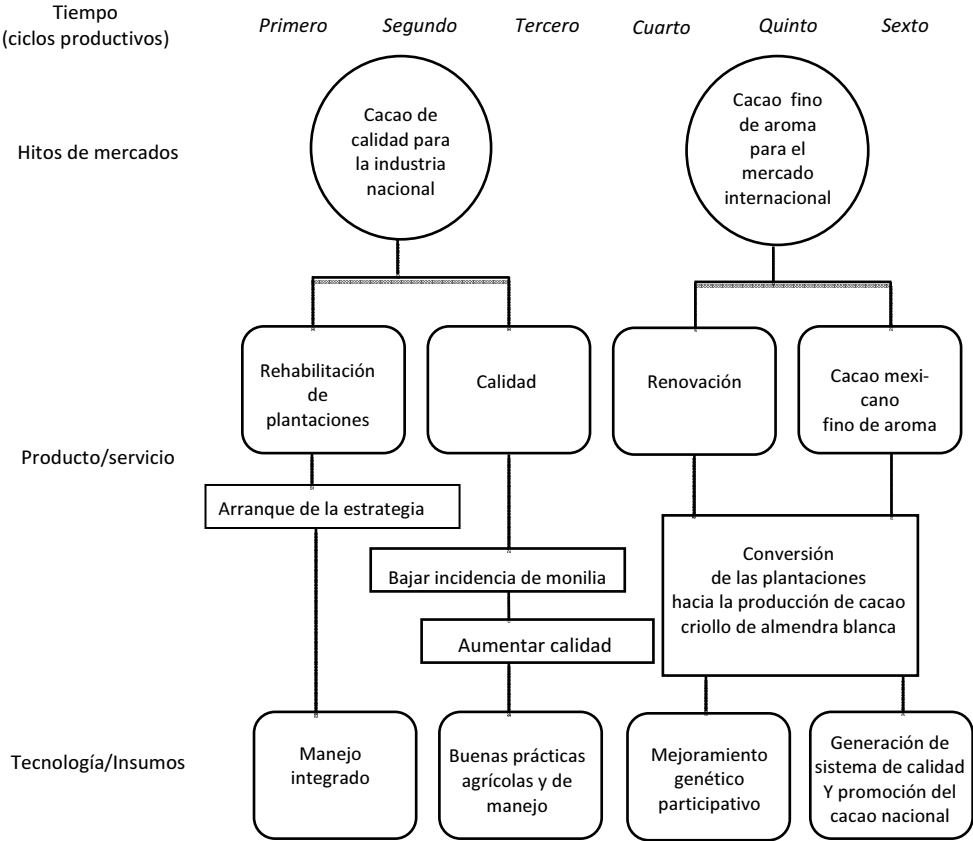 Tiempo
(ciclos productivos)
Primero Segundo Tercero Cuarto Quinto Sexto
Hitos de mercados
Cacao de
calidad para
la industria
nacional
Cacao fino
de aroma
para el
mercado
internacional
Producto/servicio
Rehabilitación
de
plantaciones
Calidad
Renovación
Cacao mexi-
cano
fino de aroma
Arranque de la estrategia
Bajar incidencia de monilia
Aumentar calidad
Conversión
de las plantaciones
hacia la producción de cacao
criollo de almendra blanca
Tecnología/Insumos
Manejo
integrado
Buenas prácticas
agrícolas y de
manejo
Mejoramiento
genético
participativo
Generación de
sistema de calidad
Y promoción del
cacao nacional